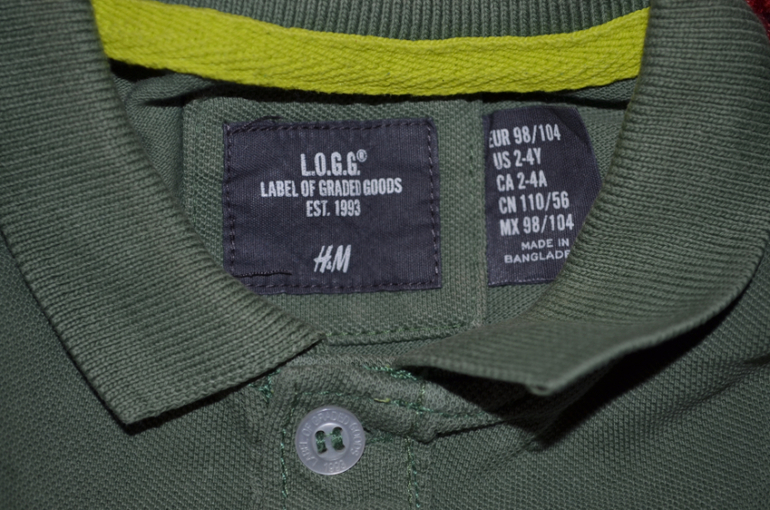 L.O.G.G.®
LABEL OF GRADED GOODS
EST. 1993
H&M
EUR 98/104
US 2-4Y
CA 2-4A
CN 110/56
MX 98/104
MADE IN